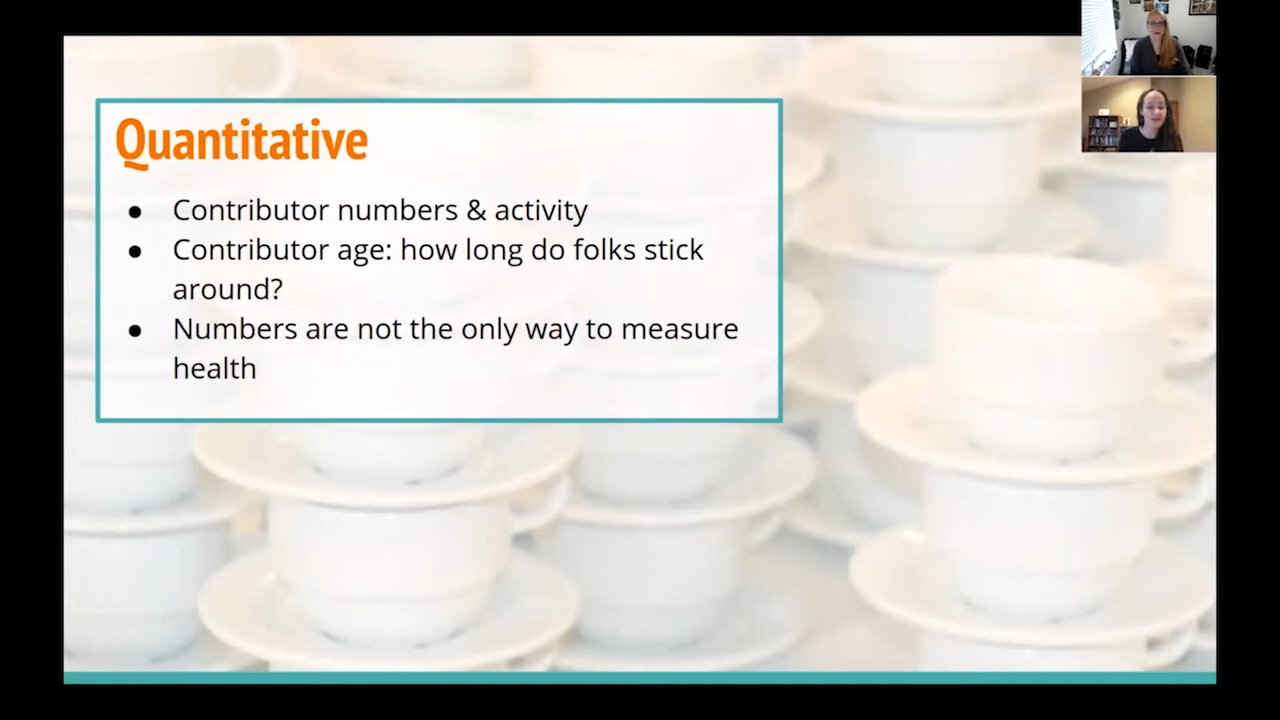 Quantitative
● Contributor numbers & activity
● Contributor age: how long do folks stick
around?
● Numbers are not the only way to measure
health